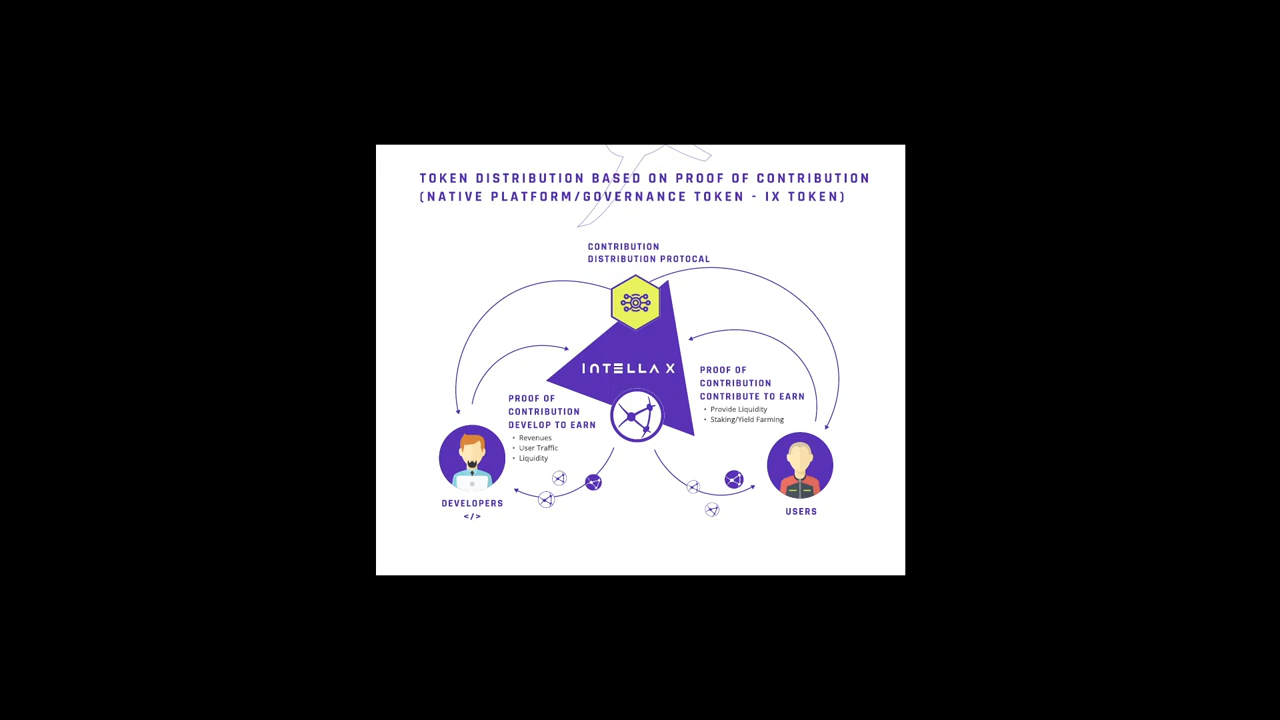 TOKEN DISTRIBUTION BASED ON PROOF OF CONTRIBUTION
(NATIVE PLATFORM/GOVERNANCE TOKEN - IX TOKEN)
CONTRIBUTION
DISTRIBUTION PROTOCAL
INTELLA X
PROOF OF
CONTRIBUTION
CONTRIBUTE TO EARN
• Provide Liquidity
• Staking/Yield Farming
PROOF OF
CONTRIBUTION
DEVELOP TO EARN
• Revenues
• User Traffic
• Liquidity
DEVELOPERS
</>
USERS